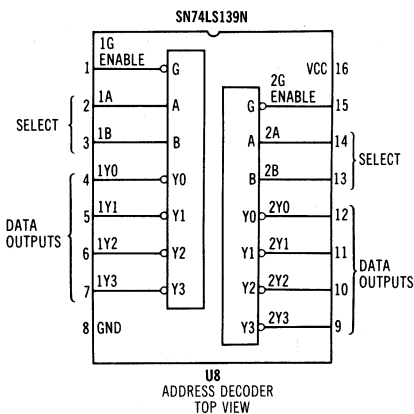 SN74LS139N
1G
ENABLE
1 G
VCC 16
2G
ENABLE
2 1A A
G 15
SELECT
3 1B B
A 2A 14
SELECT
B 2B 13
4 1Y0 Y0
Y0 2Y0 12
5 1Y1 Y1
DATA
OUTPUTS
Y1 2Y1 11
6 1Y2 Y2
DATA
OUTPUTS
Y2 2Y2 10
7 1Y3 Y3
Y3 2Y3 9
8 GND
U8
ADDRESS DECODER
TOP VIEW